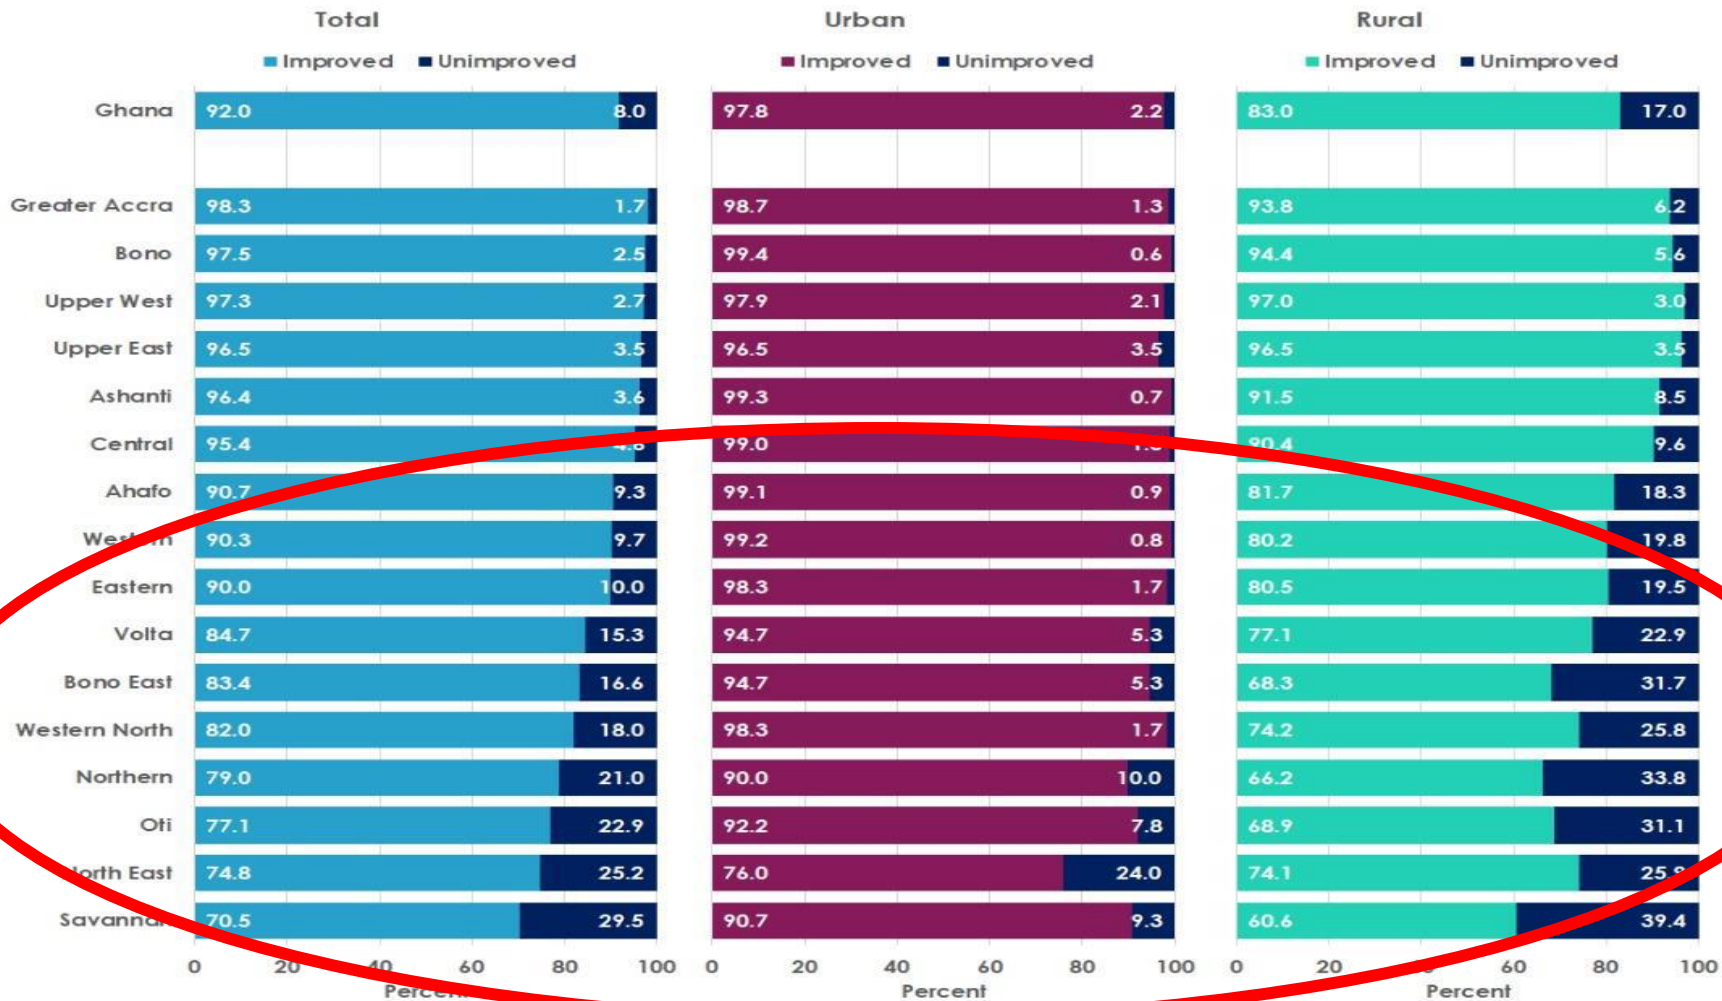 Total Urban Rural
Improved Unimproved Improved Unimproved Improved Unimproved
Ghana 92.0 8.0 97.8 2.2 83.0 17.0
Greater Accra 98.3 1.7 98.7 1.3 93.8 6.2
Bono 97.5 2.5 99.4 0.6 94.4 5.6
Upper West 97.3 2.7 97.9 2.1 97.0 3.0
Upper East 96.5 3.5 96.5 3.5 96.5 3.5
Ashanti 96.4 3.6 99.3 0.7 91.5 8.5
Central 95.4 4.6 99.0 90.4 9.6
Ahafo 90.7 9.3 99.1 0.9 81.7 18.3
Western 90.3 9.7 99.2 0.8 80.2 19.8
Eastern 90.0 10.0 98.3 1.7 80.5 19.5
Volta 84.7 15.3 94.7 5.3 77.1 22.9
Bono East 83.4 16.6 94.7 5.3 68.3 31.7
Western North 82.0 18.0 98.3 1.7 74.2 25.8
Northern 79.0 21.0 90.0 10.0 66.2 33.8
Oti 77.1 22.9 92.2 7.8 68.9 31.1
North East 74.8 25.2 76.0 24.0 74.1 25.9
Savannah 70.5 29.5 90.7 9.3 60.6 39.4
0 20 40 60 80 100 0 20 40 60 80 100 0 20 40 60 80 100
Percent Percent Percent